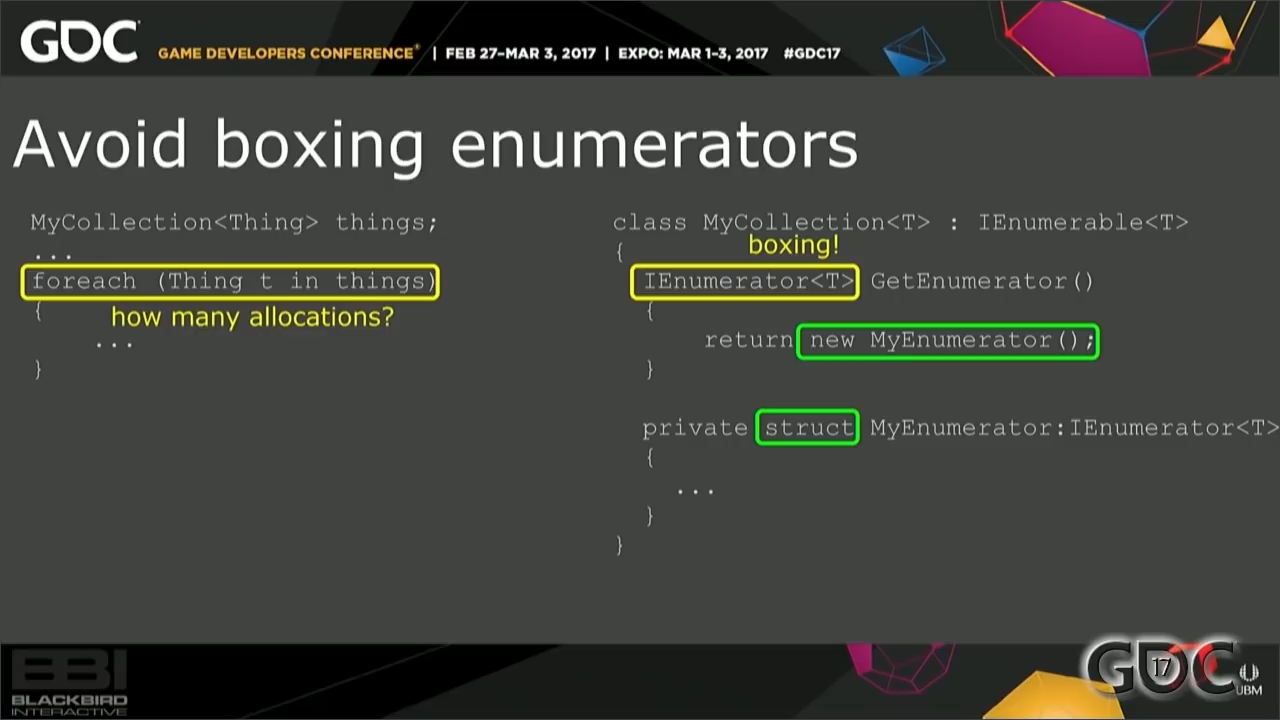 GDC GAME DEVELOPERS CONFERENCE® | FEB 27–MAR 3, 2017 | EXPO: MAR 1–3, 2017 #GDC17
Avoid boxing enumerators
MyCollection<Thing> things;
...
foreach (Thing t in things)
{
how many allocations?
...
}
class MyCollection<T> : IEnumerable<T>
boxing!
{
IEnumerator<T> GetEnumerator()
{
return new MyEnumerator();
}
private struct MyEnumerator:IEnumerator<T>
{
...
}
}
BBI
BLACKBIRD
INTERACTIVE
GDC 17
UBM